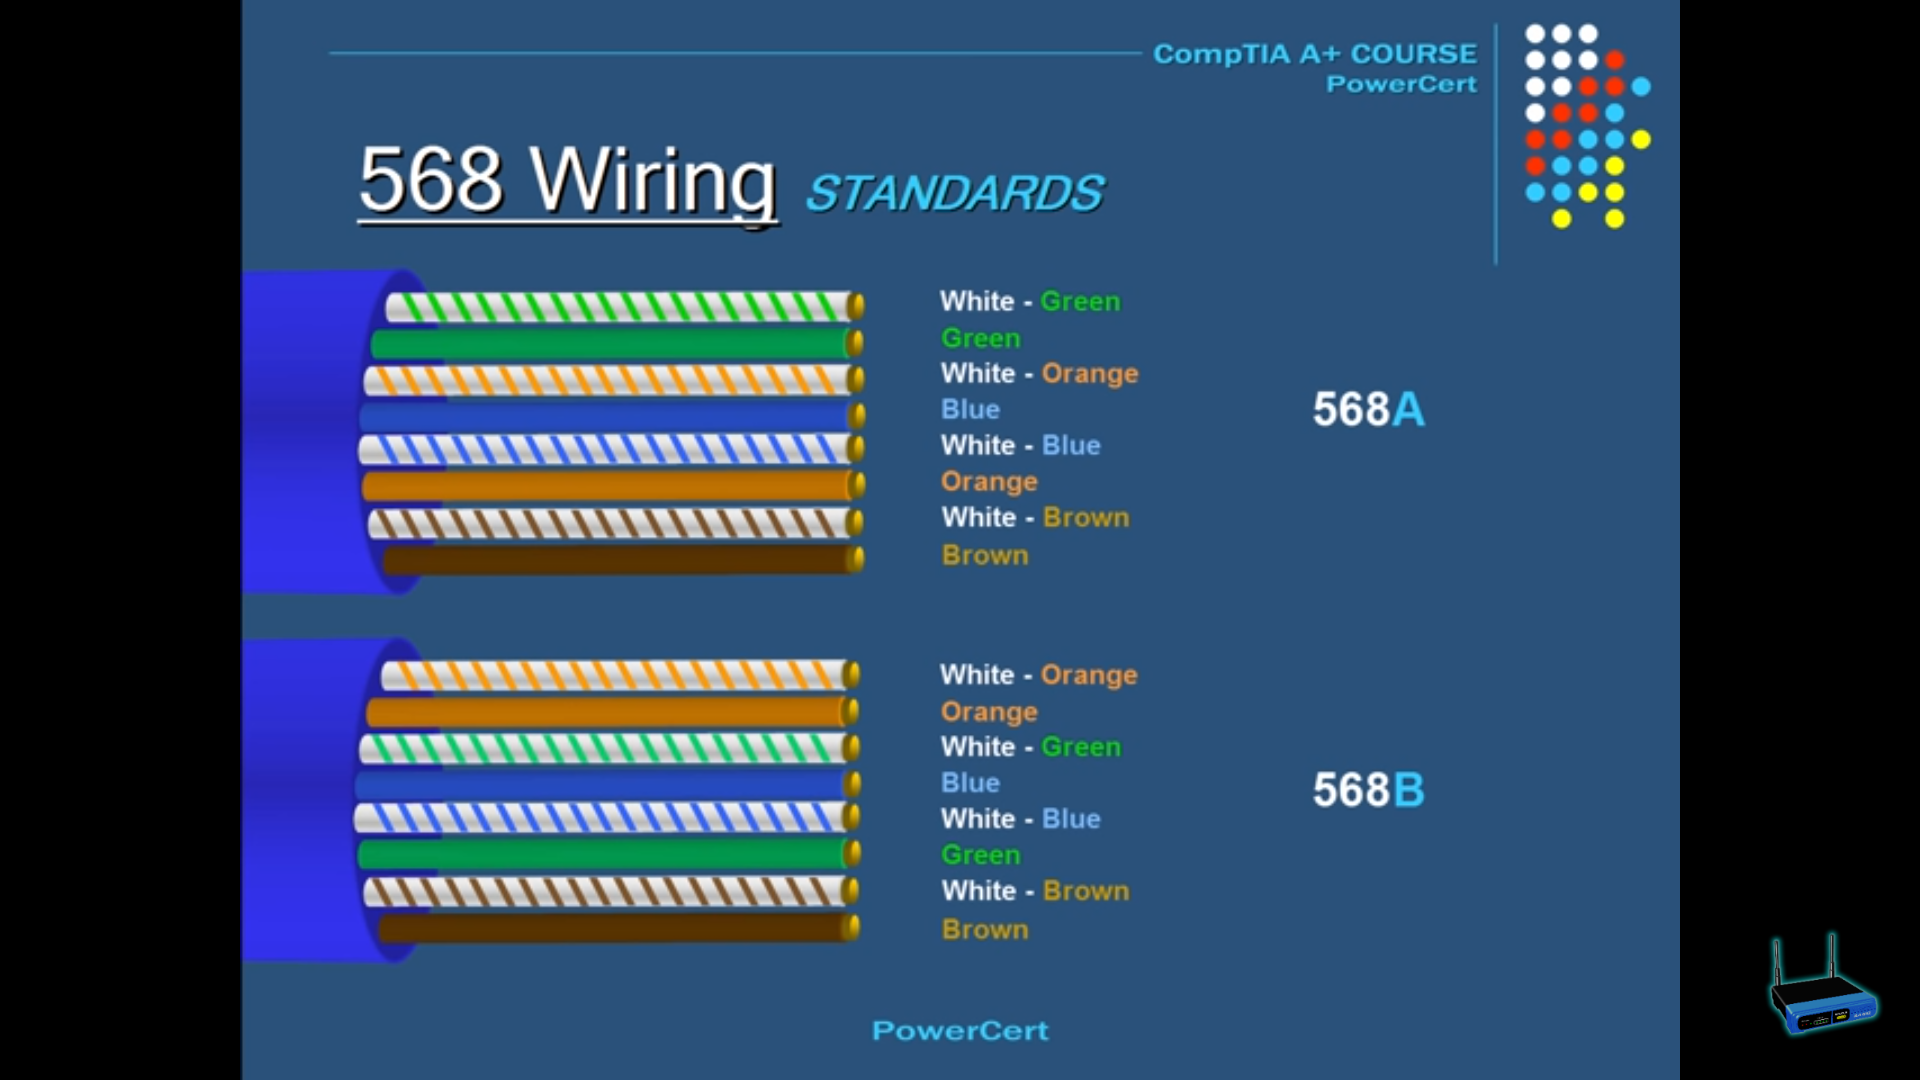 CompTIA A+ COURSE
PowerCert
568 Wiring STANDARDS
White - Green
Green
White - Orange
Blue
White - Blue
Orange
White - Brown
Brown
568A
White - Orange
Orange
White - Green
Blue
White - Blue
Green
White - Brown
Brown
568B
PowerCert